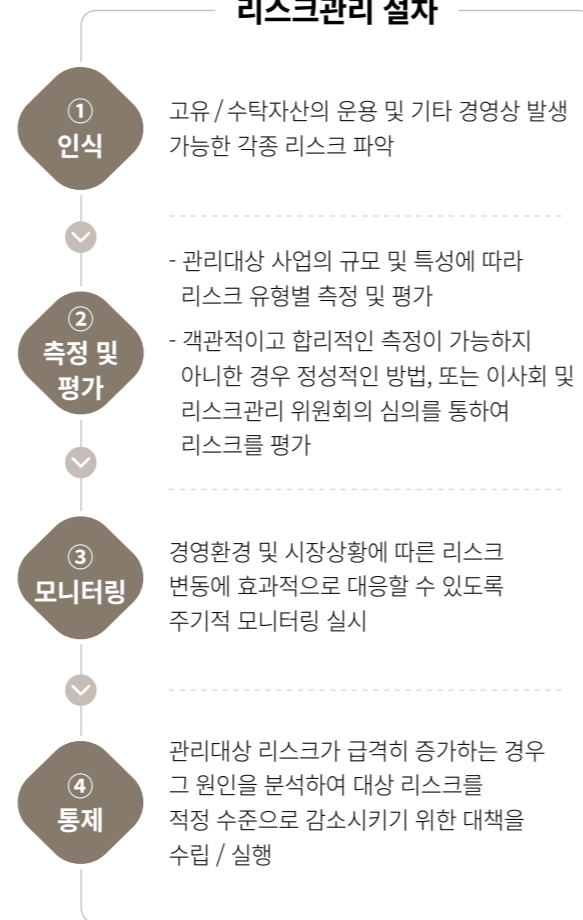 리스크관리 절차
①
인식
고유 / 수탁자산의 운용 및 기타 경영상 발생
가능한 각종 리스크 파악
②
측정 및
평가
- 관리대상 사업의 규모 및 특성에 따라
리스크 유형별 측정 및 평가
- 객관적이고 합리적인 측정이 가능하지
아니한 경우 정성적인 방법, 또는 이사회 및
리스크관리 위원회의 심의를 통하여
리스크를 평가
③
모니터링
경영환경 및 시장상황에 따른 리스크
변동에 효과적으로 대응할 수 있도록
주기적 모니터링 실시
④
통제
관리대상 리스크가 급격히 증가하는 경우
그 원인을 분석하여 대상 리스크를
적정 수준으로 감소시키기 위한 대책을
수립 / 실행